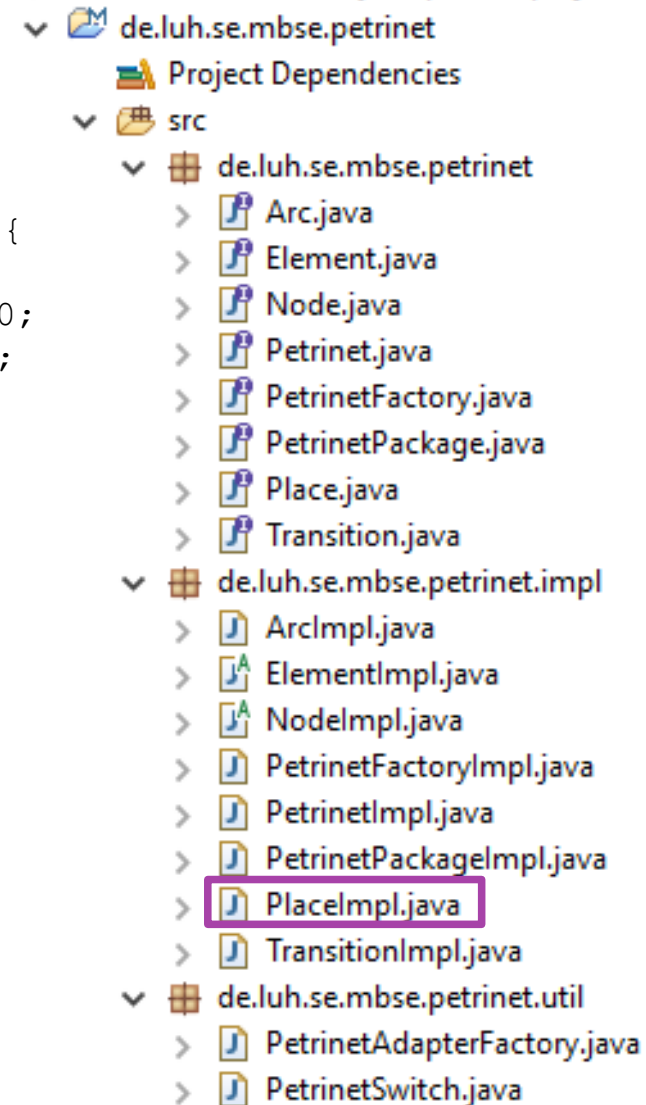 de.luh.se.mbse.petrinet
Project Dependencies
src
de.luh.se.mbse.petrinet
Arc.java
{
Element.java
Node.java
0;
Petrinet.java
;
PetrinetFactory.java
PetrinetPackage.java
Place.java
Transition.java
de.luh.se.mbse.petrinet.impl
ArcImpl.java
ElementImpl.java
NodeImpl.java
PetrinetFactoryImpl.java
PetrinetImpl.java
PetrinetPackageImpl.java
PlaceImpl.java
TransitionImpl.java
de.luh.se.mbse.petrinet.util
PetrinetAdapterFactory.java
PetrinetSwitch.java